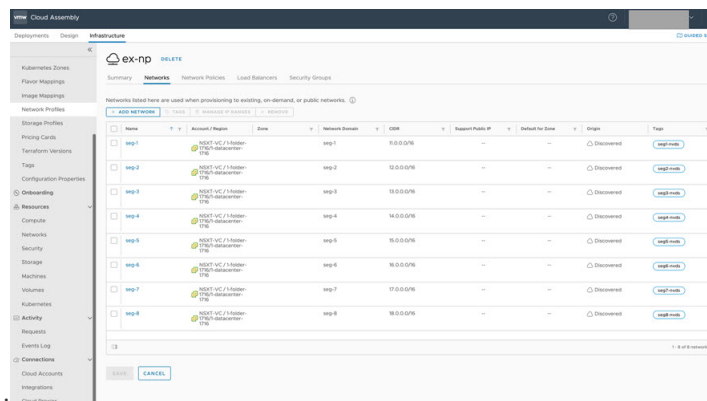 vmw Cloud Assembly
Deployments Design Infrastructure
GUIDED S
ex-np DELETE
Summary Networks Network Policies Load Balancers Security Groups
Networks listed here are used when provisioning to existing, on-demand, or public networks.
+ ADD NETWORK TAGS MANAGE IP RANGES × REMOVE
Name Account / Region Zone Network Domain CIDR Support Public IP Default for Zone Origin Tags
seg-1 NSXT-VC / 1-folder-1716/1-datacenter-1716 seg-1 11.0.0.0/16 -- -- Discovered seg1-nvds
seg-2 NSXT-VC / 1-folder-1716/1-datacenter-1716 seg-2 12.0.0.0/16 -- -- Discovered seg2-nvds
seg-3 NSXT-VC / 1-folder-1716/1-datacenter-1716 seg-3 13.0.0.0/16 -- -- Discovered seg3-nvds
seg-4 NSXT-VC / 1-folder-1716/1-datacenter-1716 seg-4 14.0.0.0/16 -- -- Discovered seg4-nvds
seg-5 NSXT-VC / 1-folder-1716/1-datacenter-1716 seg-5 15.0.0.0/16 -- -- Discovered seg5-nvds
seg-6 NSXT-VC / 1-folder-1716/1-datacenter-1716 seg-6 16.0.0.0/16 -- -- Discovered seg6-nvds
seg-7 NSXT-VC / 1-folder-1716/1-datacenter-1716 seg-7 17.0.0.0/16 -- -- Discovered seg7-nvds
seg-8 NSXT-VC / 1-folder-1716/1-datacenter-1716 seg-8 18.0.0.0/16 -- -- Discovered seg8-nvds
1 - 8 of 8 network
SAVE CANCEL
Kubernetes Zones
Flavor Mappings
Image Mappings
Network Profiles
Storage Profiles
Pricing Cards
Terraform Versions
Tags
Configuration Properties
Onboarding
Resources
Compute
Networks
Security
Storage
Machines
Volumes
Kubernetes
Activity
Requests
Events Log
Connections
Cloud Accounts
Integrations